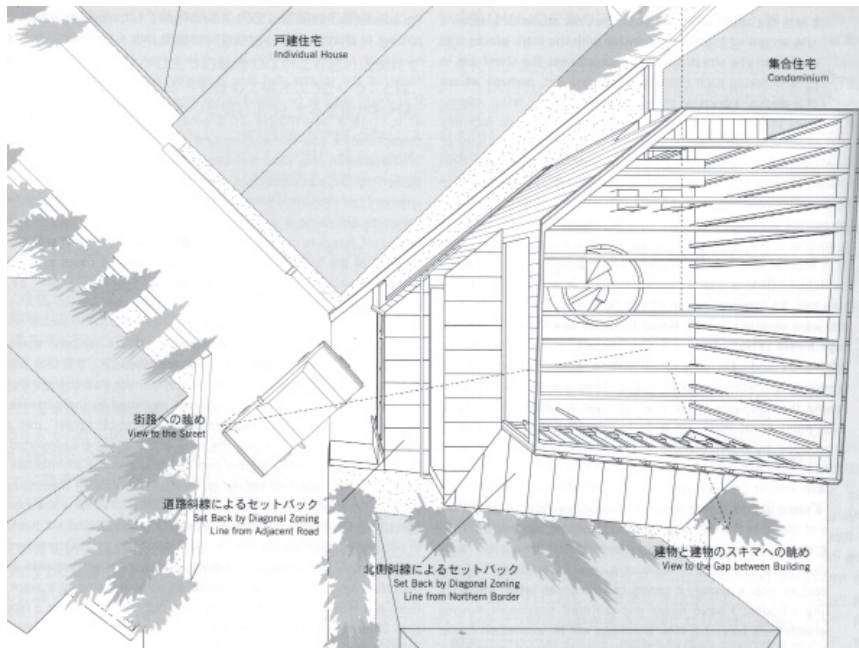 戸建住宅
Individual House
集合住宅
Condominium
街路への眺め
View to the Street
道路斜線によるセットバック
Set Back by Diagonal Zoning
Line from Adjacent Road
北側斜線によるセットバック
Set Back by Diagonal Zoning
Line from Northern Border
建物と建物のスキマへの眺め
View to the Gap between Building